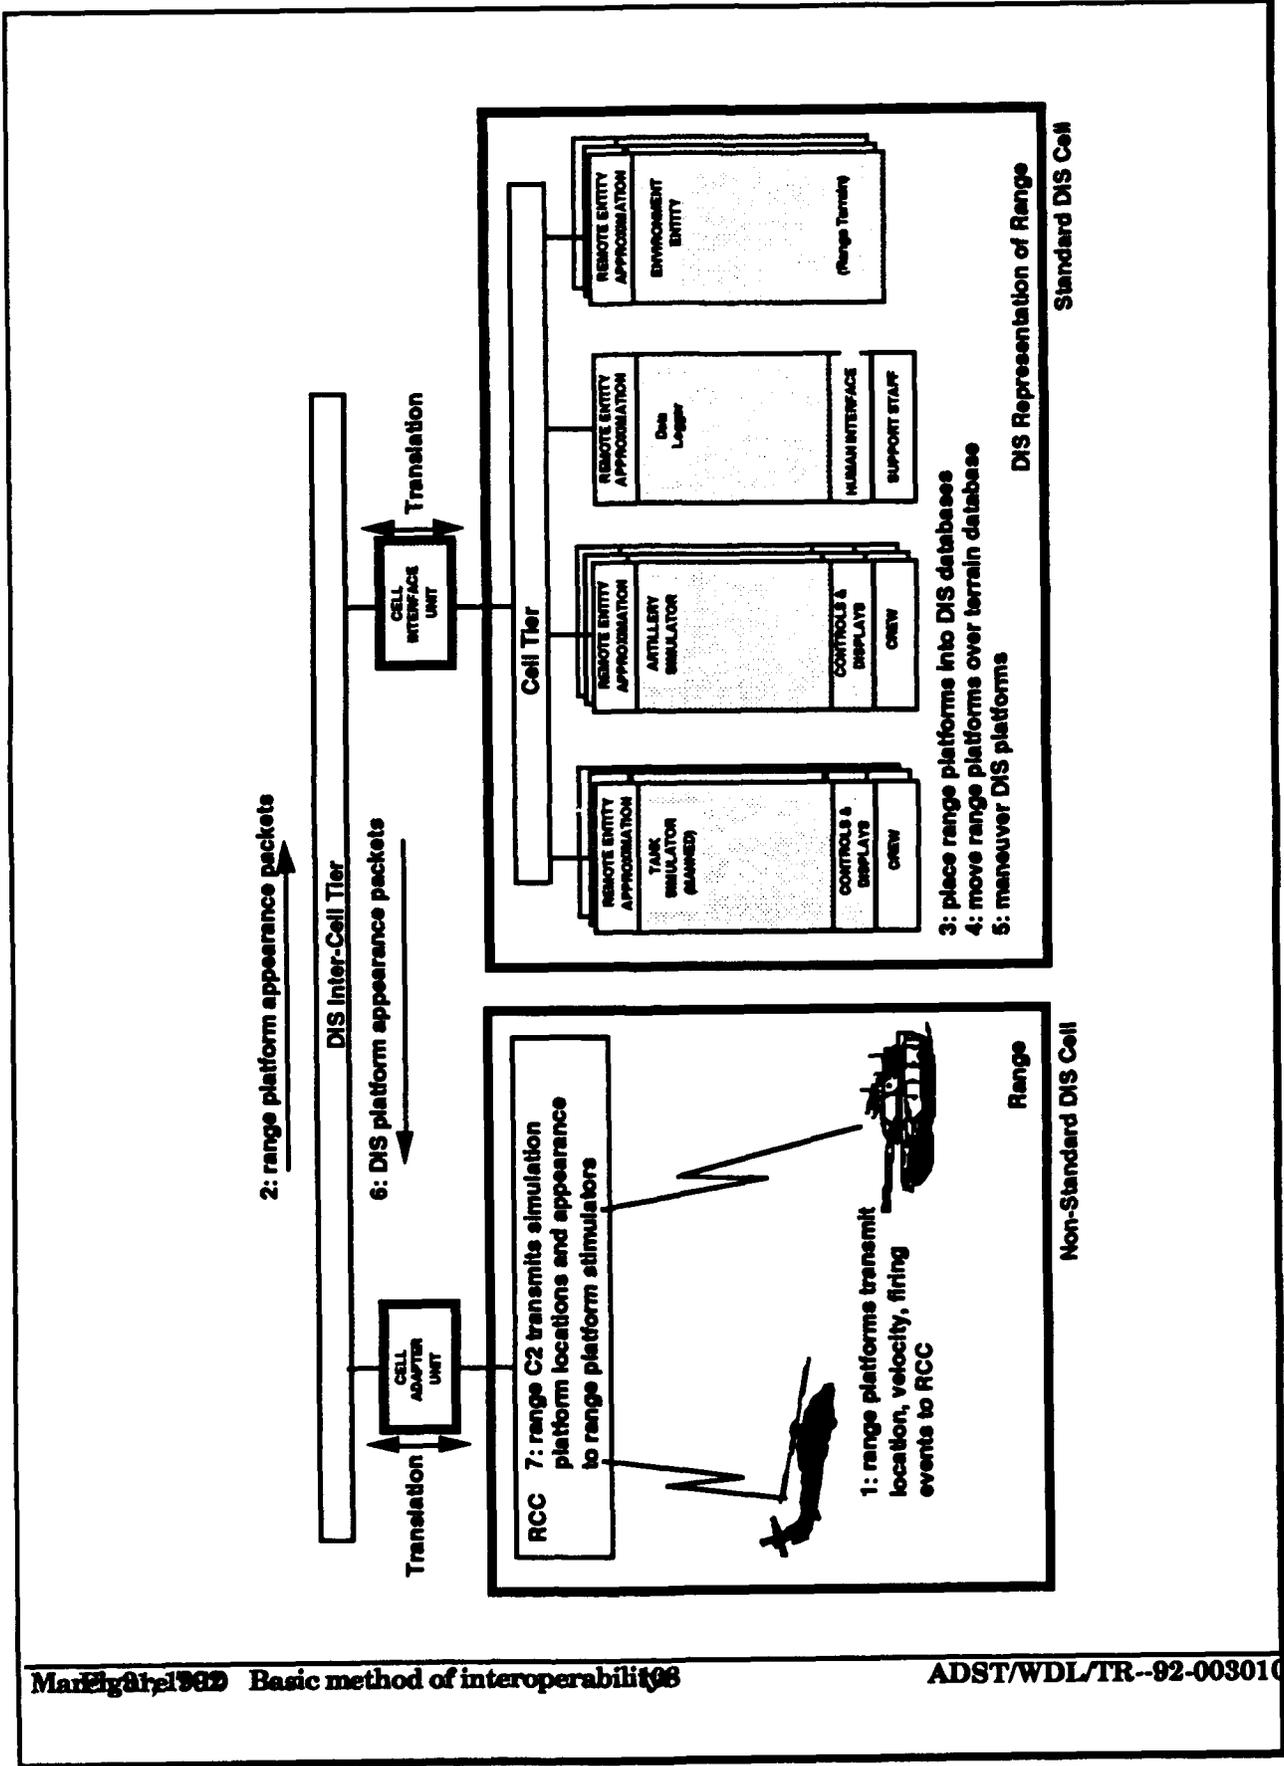 2: range platform appearance packets
DIS Inter-Cell Tier
6: DIS platform appearance packets
Translation
CELL
ADAPTER
UNIT
CELL
INTERFACE
UNIT
Translation
RCC 7: range C2 transmits simulation
platform locations and appearance
to range platform stimulators
1: range platforms transmit
location, velocity, firing
events to RCC
Range
Non-Standard DIS Cell
Cell Tier
REMOTE ENTITY
APPROXIMATION
TANK
SIMULATOR
(MANNED)
CONTROLS &
DISPLAYS
CREW
REMOTE ENTITY
APPROXIMATION
ARTILLERY
SIMULATOR
CONTROLS &
DISPLAYS
CREW
REMOTE ENTITY
APPROXIMATION
Data
Logger
HUMAN INTERFACE
SUPPORT STAFF
REMOTE ENTITY
APPROXIMATION
ENVIRONMENT
ENTITY
(Range Terrain)
3: place range platforms into DIS databases
4: move range platforms over terrain database
5: maneuver DIS platforms
DIS Representation of Range
Standard DIS Cell
Basic method of interoperability
ADST/WDL/TR--92-003010